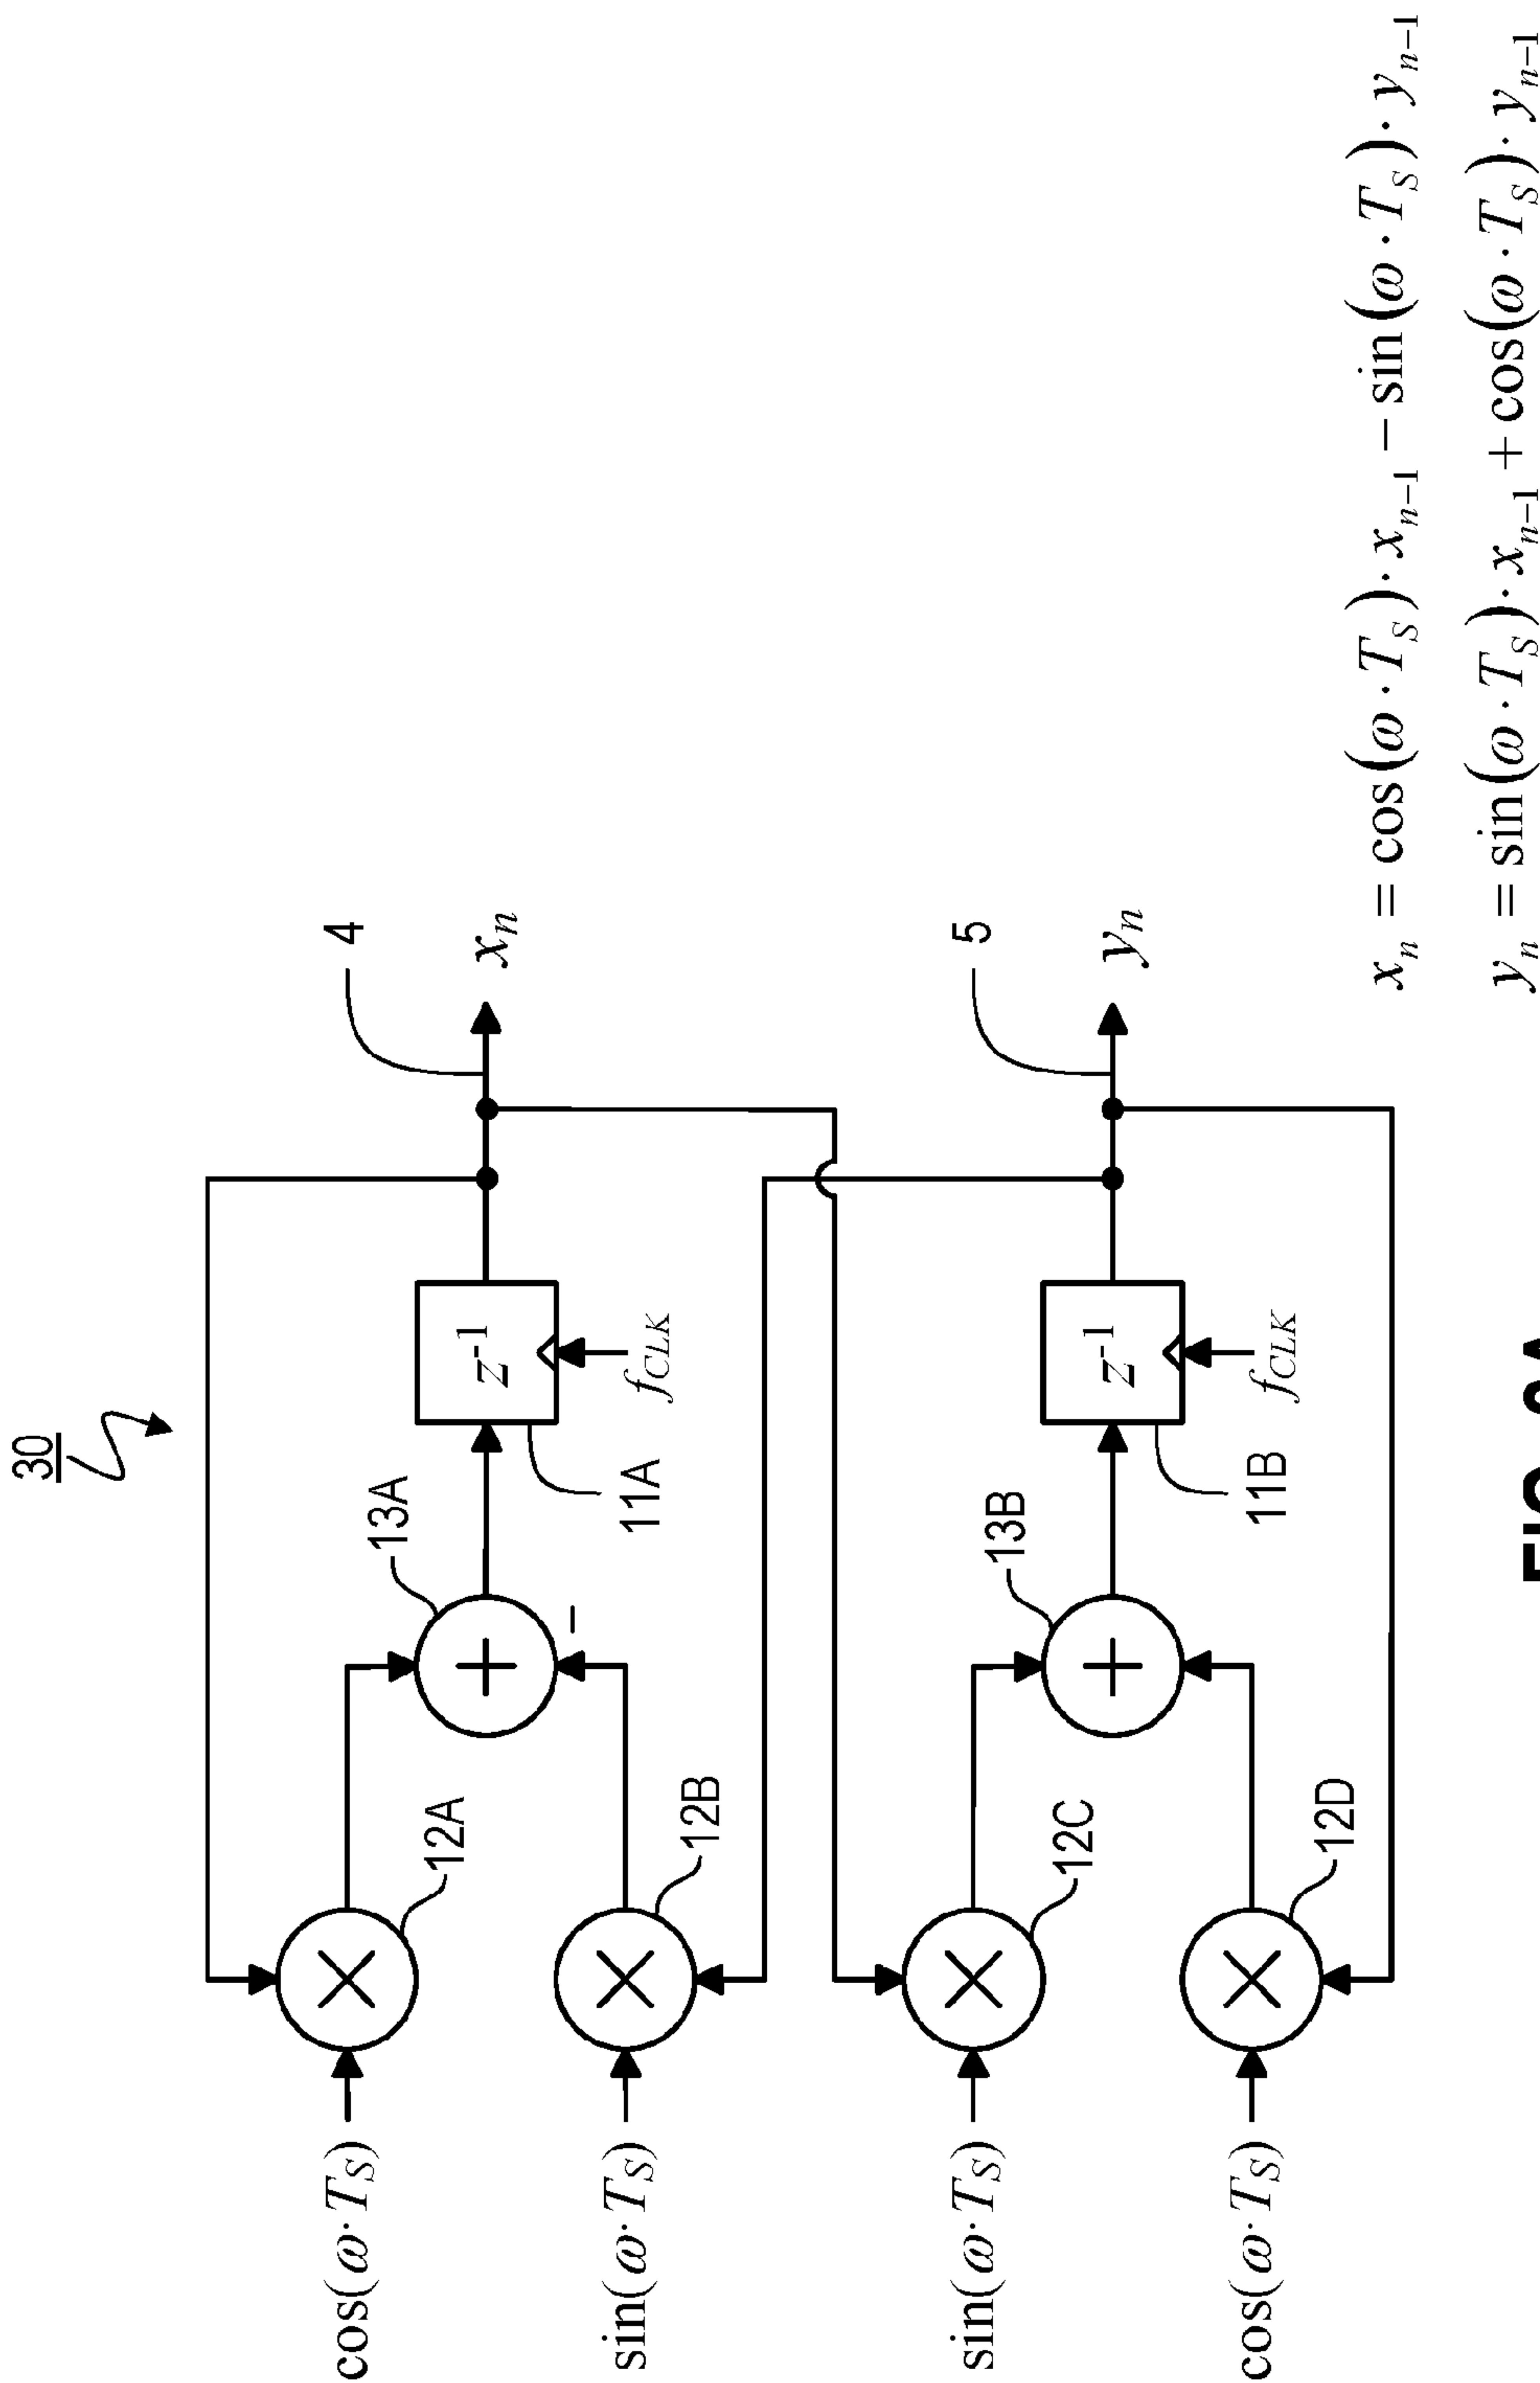 30
cos(ω·T_S)
12A
13A
4
x_n
z^-1
11A
f_CLK
sin(ω·T_S)
12B
sin(ω·T_S)
12C
13B
5
y_n
z^-1
11B
f_CLK
cos(ω·T_S)
12D
x_n = cos(ω·T_S)·x_{n-1} − sin(ω·T_S)·y_{n-1}
y_n = sin(ω·T_S)·x_{n-1} + cos(ω·T_S)·y_{n-1}